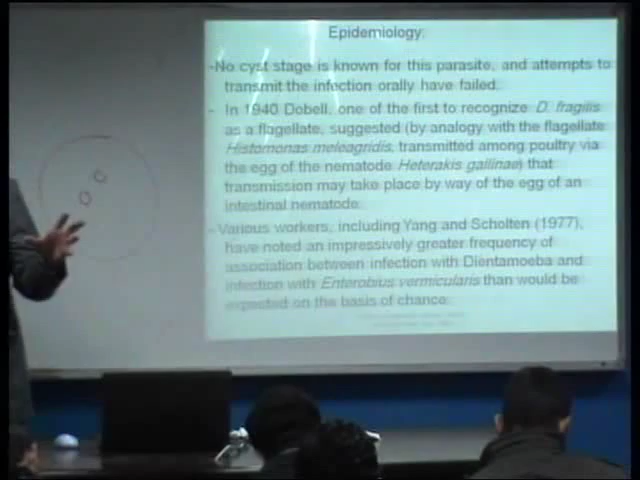 Epidemiology:
-No cyst stage is known for this parasite, and attempts to
transmit the infection orally have failed.
- In 1940 Dobell, one of the first to recognize D. fragilis
as a flagellate, suggested (by analogy with the flagellate
Histomonas meleagridis, transmitted among poultry via
the egg of the nematode Heterakis gallinae) that
transmission may take place by way of the egg of an
intestinal nematode.
- Various workers, including Yang and Scholten (1977),
have noted an impressively greater frequency of
association between infection with Dientamoeba and
infection with Enterobius vermicularis than would be
expected on the basis of chance.